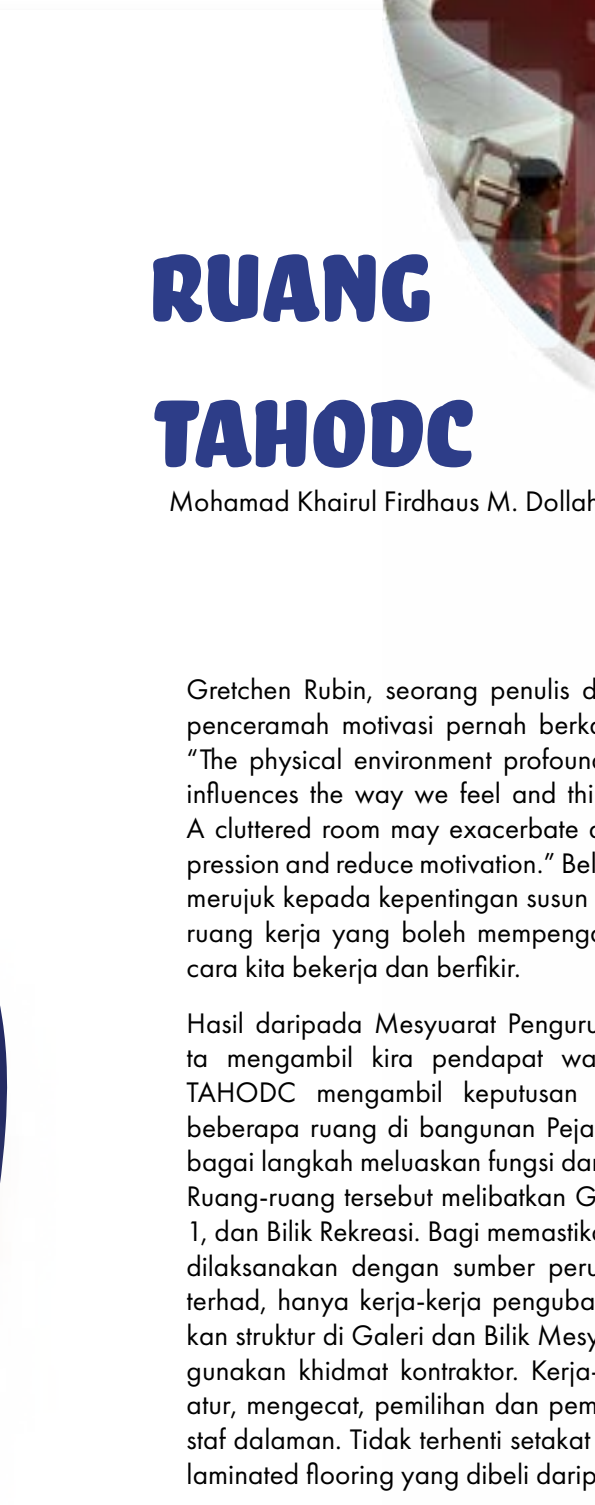 RUANG
TAHODC
Mohamad Khairul Firdhaus M. Dollah
Gretchen Rubin, seorang penulis d
penceramah motivasi pernah berka
“The physical environment profoun
influences the way we feel and thi
A cluttered room may exacerbate
pression and reduce motivation.” Bel
merujuk kepada kepentingan susun
ruang kerja yang boleh mempenga
cara kita bekerja dan berfikir.
Hasil daripada Mesyuarat Penguru
ta mengambil kira pendapat wa
TAHODC mengambil keputusan
beberapa ruang di bangunan Peja
bagai langkah meluaskan fungsi dan
Ruang-ruang tersebut melibatkan G
1, dan Bilik Rekreasi. Bagi memastika
dilaksanakan dengan sumber peru
terhad, hanya kerja-kerja penguba
kan struktur di Galeri dan Bilik Mesy
gunakan khidmat kontraktor. Kerja-
atur, mengecat, pemilihan dan pem
staf dalaman. Tidak terhenti setakat
laminated flooring yang dibeli darip